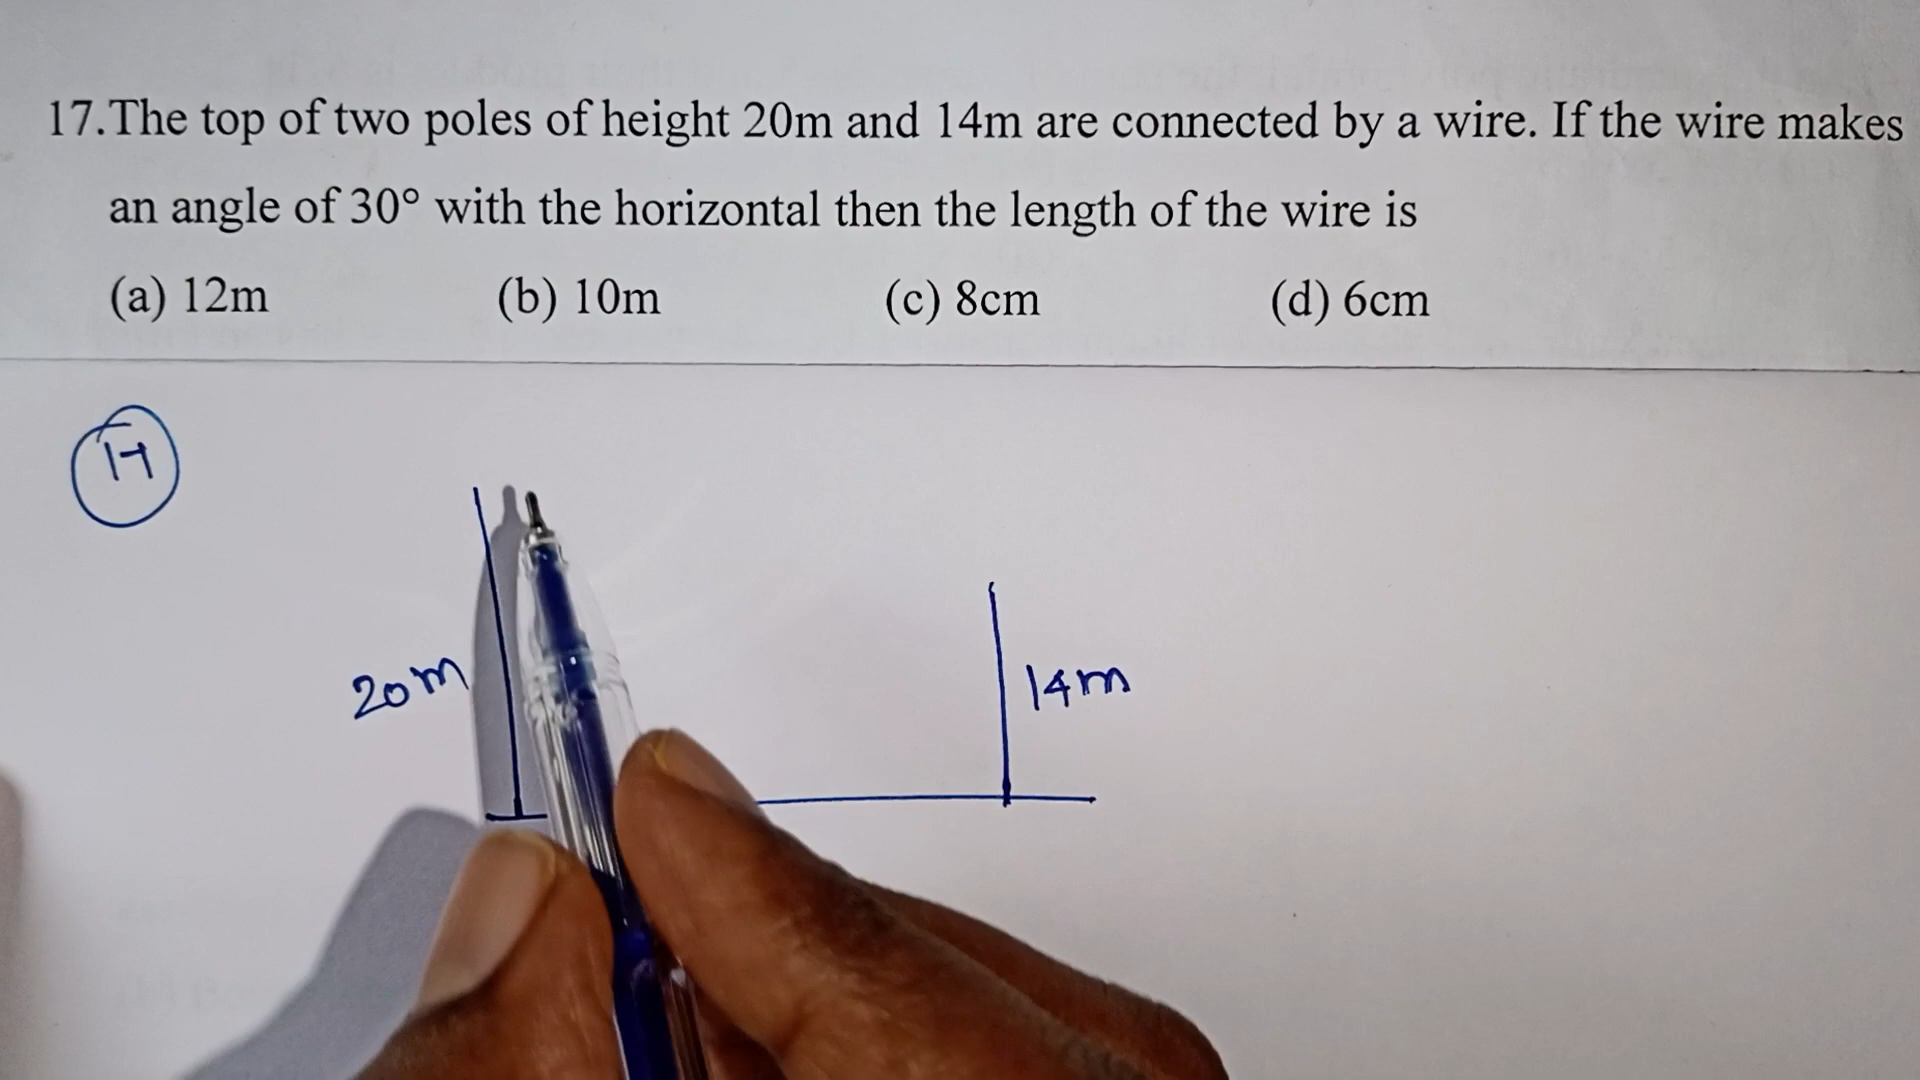 17.The top of two poles of height 20m and 14m are connected by a wire. If the wire makes
an angle of 30° with the horizontal then the length of the wire is
(a) 12m (b) 10m (c) 8cm (d) 6cm
17
20m
14m